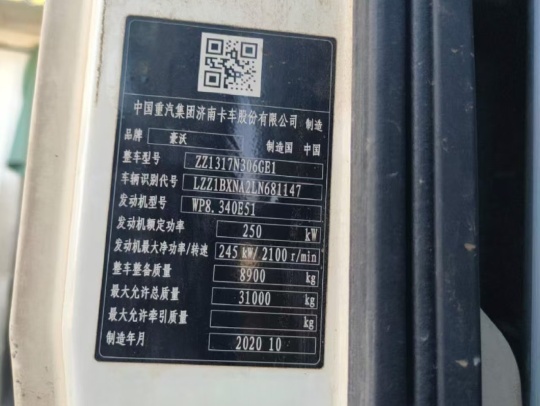 中国重汽集团济南卡车股份有限公司 制造
品牌 豪沃 制造国 中国
整车型号 ZZ1317N306GE1
车辆识别代号 LZZ1BXNA2LN681147
发动机型号 WP8.340E51
发动机额定功率 250 kW
发动机最大净功率/转速 245 kW/ 2100 r/min
整车整备质量 8900 kg
最大允许总质量 31000 kg
最大允许牵引质量 kg
制造年月 2020 10